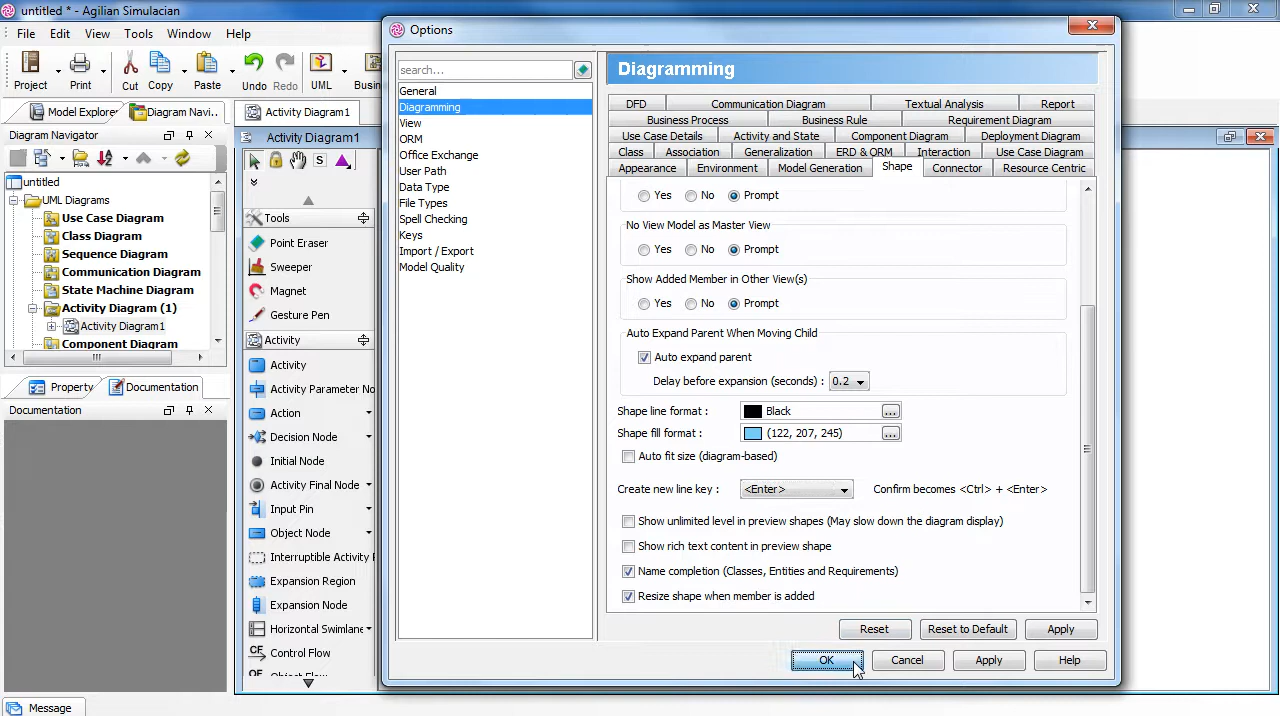 untitled * - Agilian Simulacian
File Edit View Tools Window Help
Project Print Cut Copy Paste Undo Redo UML Busin
Model Explorer Diagram Navi...
Diagram Navigator
untitled
UML Diagrams
Use Case Diagram
Class Diagram
Sequence Diagram
Communication Diagram
State Machine Diagram
Activity Diagram (1)
Activity Diagram1
Component Diagram
Property Documentation
Documentation
Message
Activity Diagram1
Activity Diagram1
S
Tools
Point Eraser
Sweeper
Magnet
Gesture Pen
Activity
Activity
Activity Parameter No
Action
Decision Node
Initial Node
Activity Final Node
Input Pin
Object Node
Interruptible Activity R
Expansion Region
Expansion Node
Horizontal Swimlane
CF Control Flow
Object Flow
Options
search...
General
Diagramming
View
ORM
Office Exchange
User Path
Data Type
File Types
Spell Checking
Keys
Import / Export
Model Quality
Diagramming
DFD Communication Diagram Textual Analysis Report
Business Process Business Rule Requirement Diagram
Use Case Details Activity and State Component Diagram Deployment Diagram
Class Association Generalization ERD & ORM Interaction Use Case Diagram
Appearance Environment Model Generation Shape Connector Resource Centric
Yes No Prompt
No View Model as Master View
Yes No Prompt
Show Added Member in Other View(s)
Yes No Prompt
Auto Expand Parent When Moving Child
Auto expand parent
Delay before expansion (seconds) : 0.2
Shape line format : Black ...
Shape fill format : (122, 207, 245) ...
Auto fit size (diagram-based)
Create new line key : <Enter> Confirm becomes <Ctrl> + <Enter>
Show unlimited level in preview shapes (May slow down the diagram display)
Show rich text content in preview shape
Name completion (Classes, Entities and Requirements)
Resize shape when member is added
Reset Reset to Default Apply
OK Cancel Apply Help